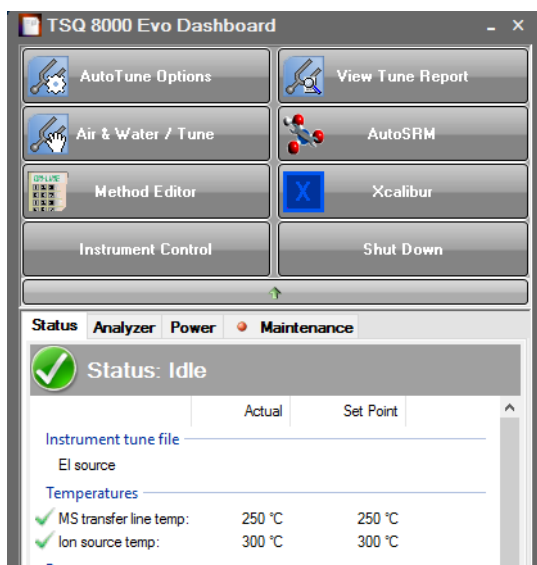 TSQ 8000 Evo Dashboard
AutoTune Options
View Tune Report
Air & Water / Tune
AutoSRM
Method Editor
X Xcalibur
Instrument Control
Shut Down
Status Analyzer Power Maintenance
Status: Idle
Actual Set Point
Instrument tune file
EI source
Temperatures
MS transfer line temp: 250 °C 250 °C
Ion source temp: 300 °C 300 °C